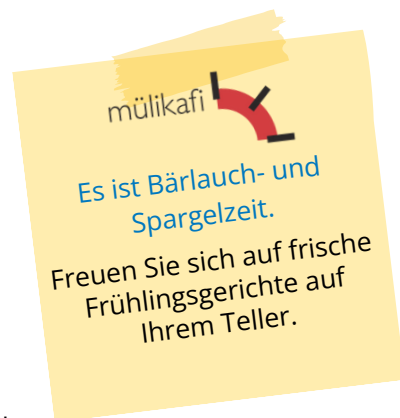 mülikafi
Es ist Bärlauch- und
Spargelzeit.
Freuen Sie sich auf frische
Frühlingsgerichte auf
Ihrem Teller.